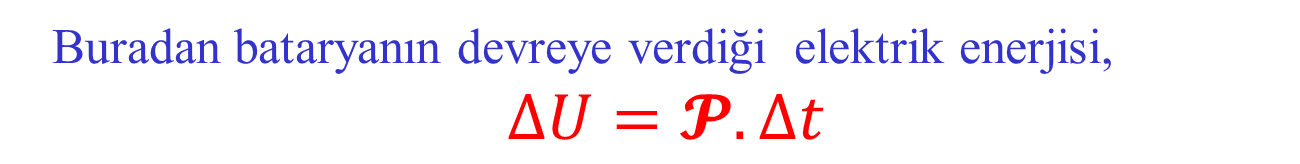 Buradan bataryanın devreye verdiği  elektrik enerjisi,
Δ𝑈 = 𝓟. Δ𝑡